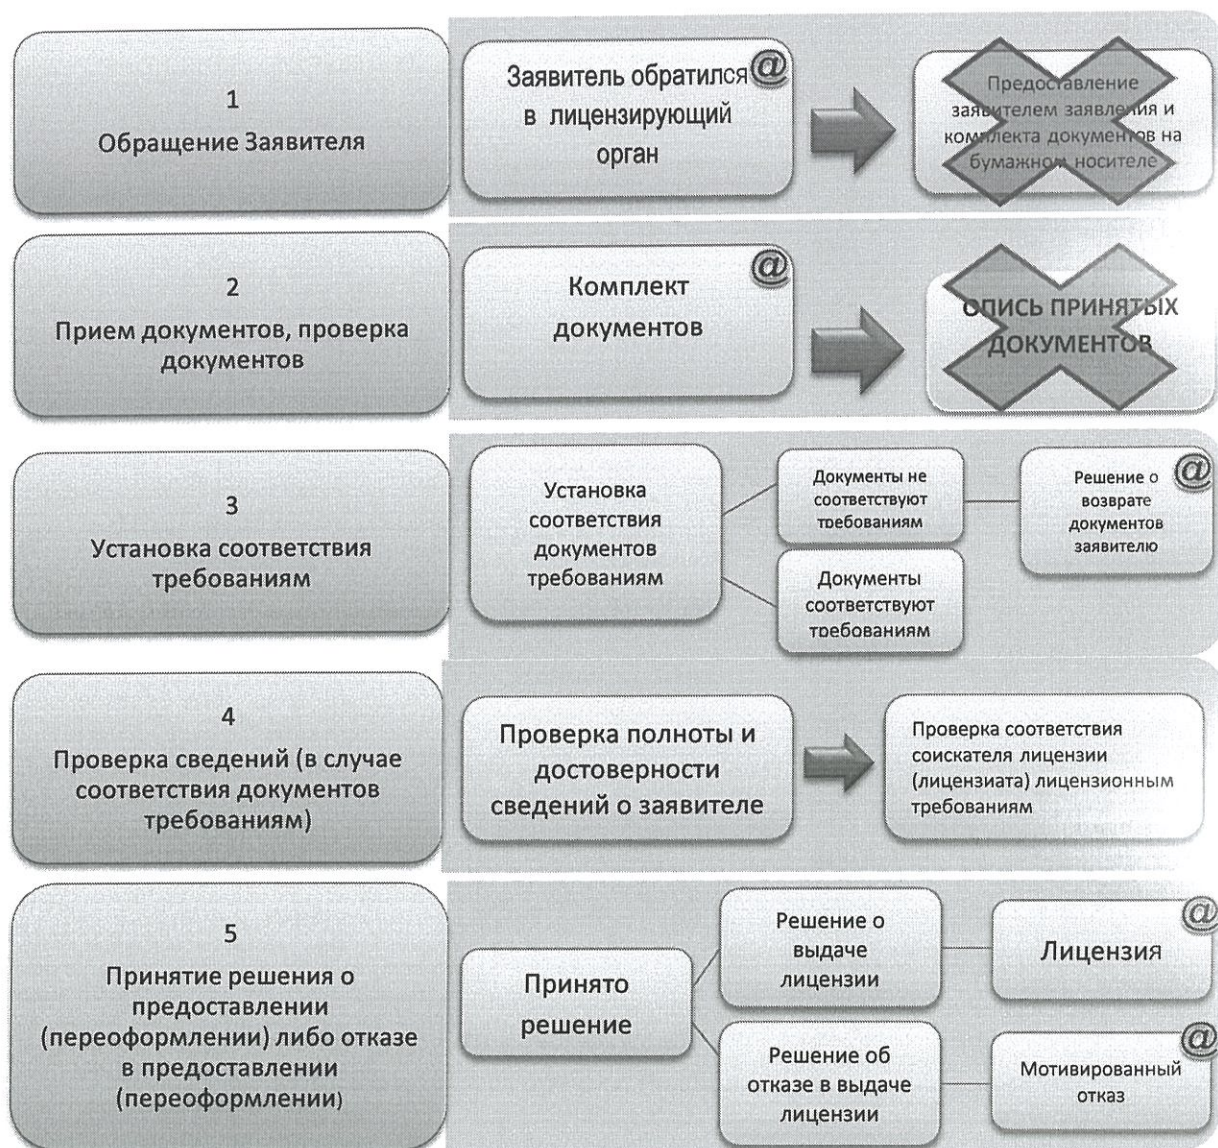 1
Обращение Заявителя
Заявитель обратился
в лицензирующий
орган
@
Предоставление
заявителем заявления и
комплекта документов на
бумажном носителе
2
Прием документов, проверка
документов
Комплект
документов
@
ОПИСЬ ПРИНЯТЫХ
ДОКУМЕНТОВ
3
Установка соответствия
требованиям
Установка
соответствия
документов
требованиям
Документы не
соответствуют
требованиям
Решение о
возврате
документов
заявителю
@
Документы
соответствуют
требованиям
4
Проверка сведений (в случае
соответствия документов
требованиям)
Проверка полноты и
достоверности
сведений о заявителе
Проверка соответствия
соискателя лицензии
(лицензиата) лицензионным
требованиям
5
Принятие решения о
предоставлении
(переоформлении) либо отказе
в предоставлении
(переоформлении)
Принято
решение
Решение о
выдаче
лицензии
Лицензия
@
Решение об
отказе в выдаче
лицензии
Мотивированный
отказ
@